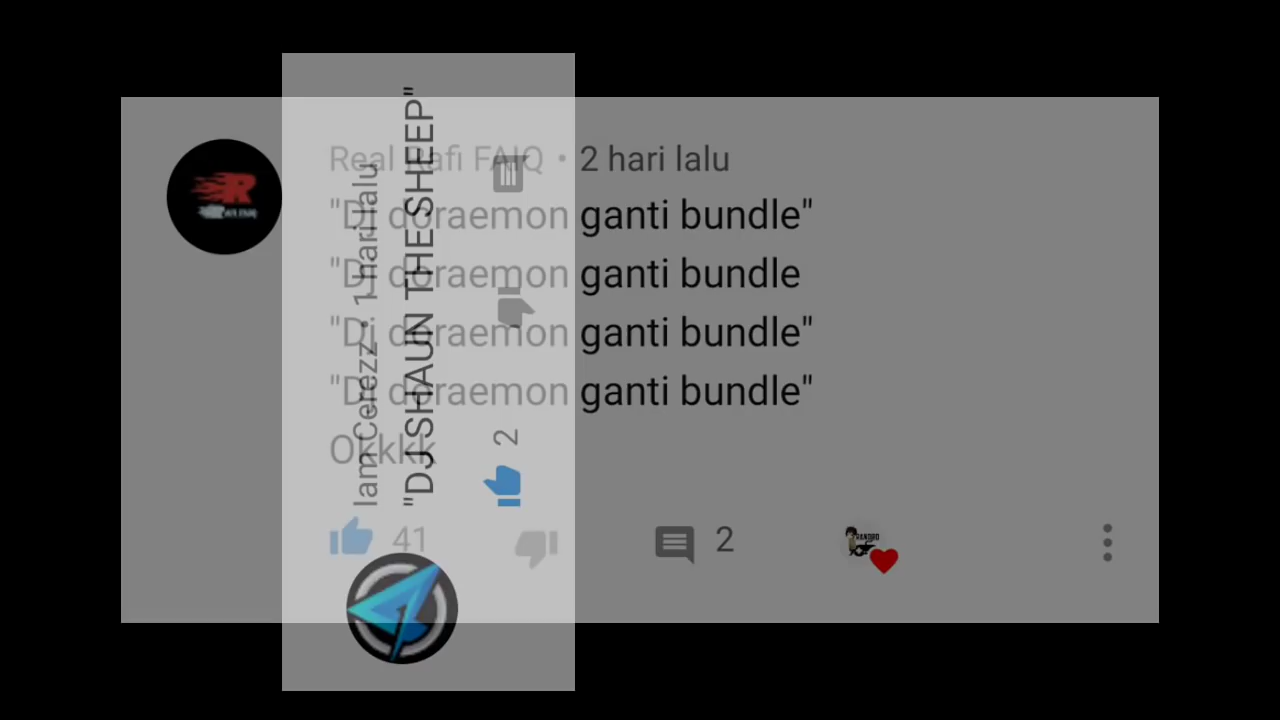 Real Rafi FAIQ • 2 hari lalu
"Dj doraemon ganti bundle"
"Dj doraemon ganti bundle
"Dj doraemon ganti bundle"
"Dj doraemon ganti bundle"
Okkkk
41
2
Iam Cerezz • 1 hari lalu
"DJ SHAUN THE SHEEP"
2